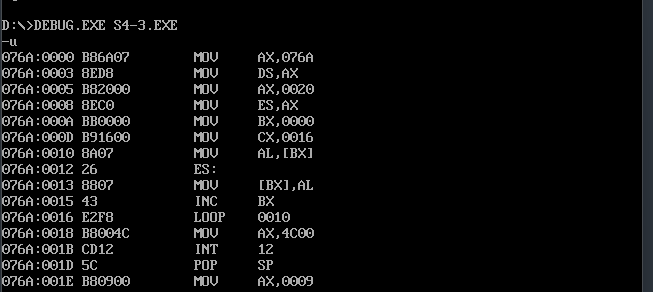 D:\>DEBUG.EXE S4-3.EXE
-u
076A:0000 B86A07 MOV AX,076A
076A:0003 8ED8 MOV DS,AX
076A:0005 B82000 MOV AX,0020
076A:0008 8EC0 MOV ES,AX
076A:000A BB0000 MOV BX,0000
076A:000D B91600 MOV CX,0016
076A:0010 8A07 MOV AL,[BX]
076A:0012 26 ES:
076A:0013 8807 MOV [BX],AL
076A:0015 43 INC BX
076A:0016 E2F8 LOOP 0010
076A:0018 B8004C MOV AX,4C00
076A:001B CD12 INT 12
076A:001D 5C POP SP
076A:001E B80900 MOV AX,0009